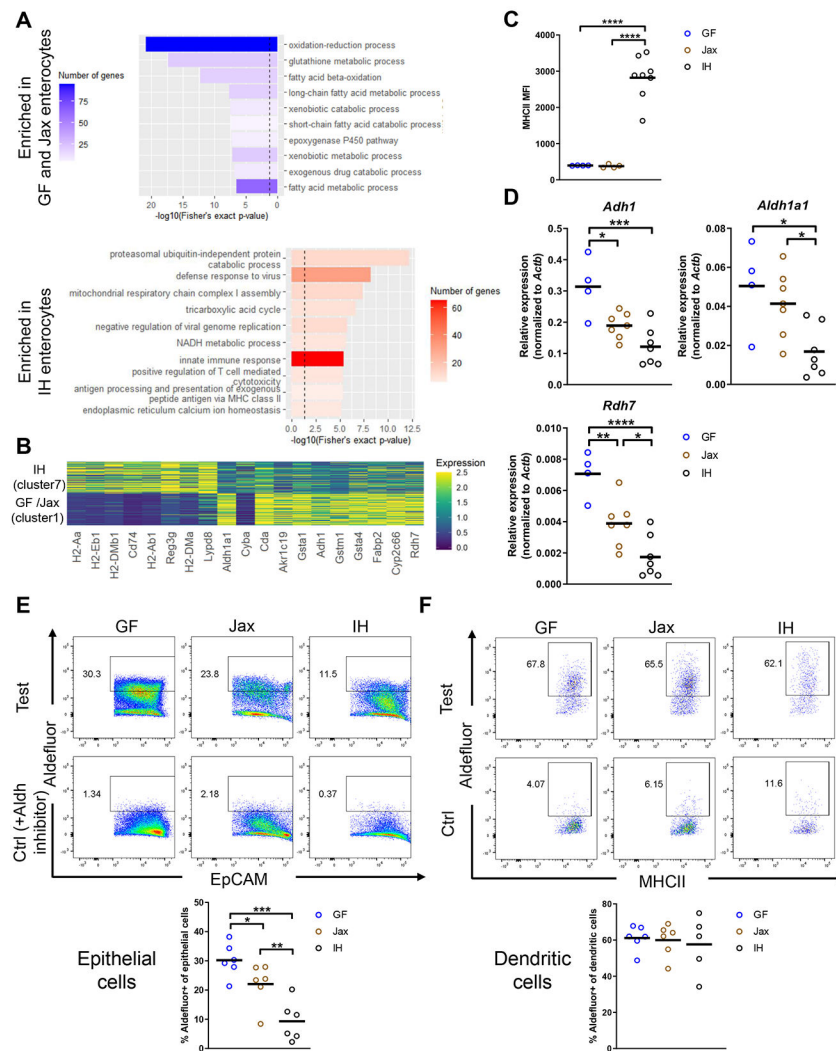 A
Enriched in
GF and Jax enterocytes
Number of genes
75
50
25
oxidation-reduction process
glutathione metabolic process
fatty acid beta-oxidation
long-chain fatty acid metabolic process
xenobiotic catabolic process
short-chain fatty acid catabolic process
epoxygenase P450 pathway
xenobiotic metabolic process
exogenous drug catabolic process
fatty acid metabolic process
20 15 10 5 0
-log10(Fisher's exact p-value)
Enriched in
IH enterocytes
proteasomal ubiquitin-independent protein
catabolic process
defense response to virus
mitochondrial respiratory chain complex I assembly
tricarboxylic acid cycle
negative regulation of viral genome replication
NADH metabolic process
innate immune response
positive regulation of T cell mediated
cytotoxicity
antigen processing and presentation of exogenous
peptide antigen via MHC class II
endoplasmic reticulum calcium ion homeostasis
0.0 2.5 5.0 7.5 10.0 12.5
-log10(Fisher's exact p-value)
Number of genes
60
40
20
B
IH
(cluster7)
GF /Jax
(cluster1)
H2-Aa
H2-Eb1
H2-DMb1
Cd74
H2-Ab1
Reg3g
H2-DMa
Lypd8
Aldh1a1
Cyba
Cda
Akr1c19
Gsta1
Adh1
Gstm1
Gsta4
Fabp2
Cyp2c66
Rdh7
Expression
2.5
2.0
1.5
1.0
0.5
0.0
C
MHCII MFI
4000
3000
2000
1000
0
****
****
GF
Jax
IH
D
Adh1
Relative expression
(normalized to Actb)
0.5
0.4
0.3
0.2
0.1
0.0
***
*
Aldh1a1
Relative expression
(normalized to Actb)
0.08
0.06
0.04
0.02
0.00
*
*
Rdh7
Relative expression
(normalized to Actb)
0.010
0.008
0.006
0.004
0.002
0.000
****
** *
GF
Jax
IH
E
GF Jax IH
Test
30.3 23.8 11.5
Aldefluor
Ctrl (+Aldh
inhibitor)
1.34 2.18 0.37
EpCAM
Epithelial
cells
% Aldefluor+ of epithelial cells
50
40
30
20
10
0
***
*
**
GF
Jax
IH
F
GF Jax IH
Test
67.8 65.5 62.1
Aldefluor
Ctrl
4.07 6.15 11.6
MHCII
Dendritic
cells
% Aldefluor+ of dendritic cells
80
60
40
20
0
GF
Jax
IH